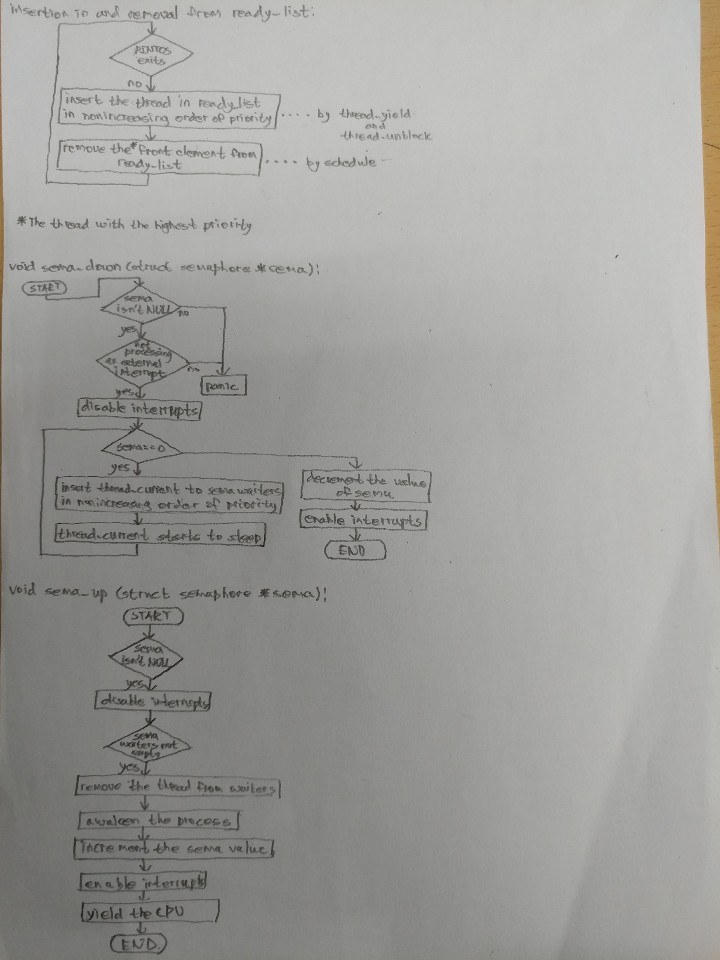 insertion in and removal from ready-list:
PINTOS
exits
no
insert the thread in ready-list
in nonincreasing order of priority
.... by thread-yield
and
thread-unblock
remove the* front element from
ready-list
.... by schedule
*The thread with the highest priority
void sema-down (struct semaphore *sema):
START
sema
isn't NULL
no
yes
not
processing
as external
interrupt
no
panic
yes
disable interrupts
sema==0
yes
insert thread-current to sema waiters
in nonincreasing order of priority
thread-current starts to sleep
decrement the value
of sema
enable interrupts
END
void sema-up (struct semaphore *sema):
START
sema
isn't NULL
yes
disable interrupts
sema
waiters not
empty
yes
remove the thread from waiters
awaken the process
increment the sema value
enable interrupts
yield the CPU
END